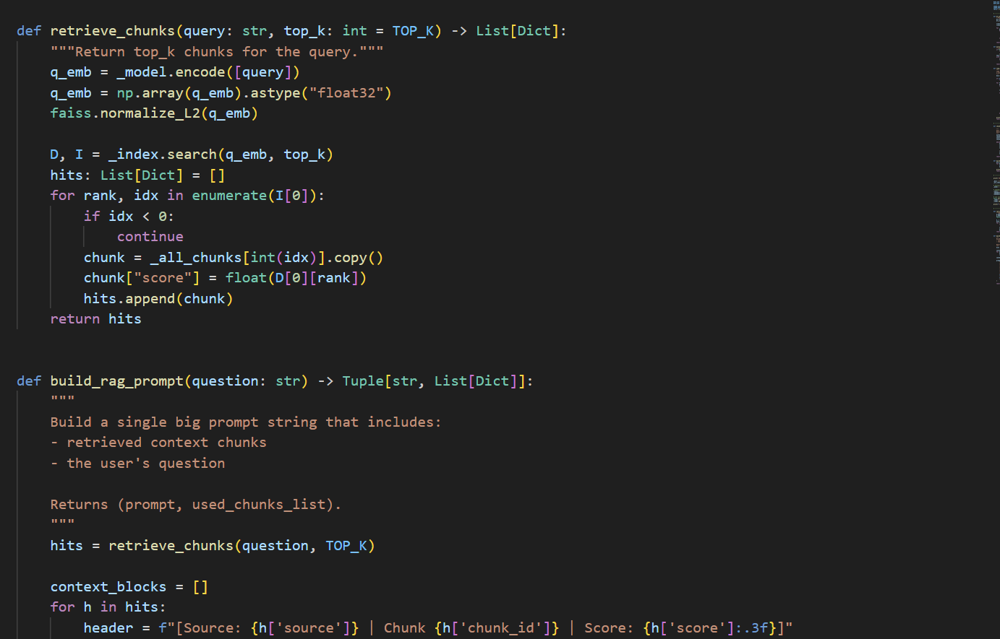 def retrieve_chunks(query: str, top_k: int = TOP_K) -> List[Dict]:
    """Return top_k chunks for the query."""
    q_emb = _model.encode([query])
    q_emb = np.array(q_emb).astype("float32")
    faiss.normalize_L2(q_emb)

    D, I = _index.search(q_emb, top_k)
    hits: List[Dict] = []
    for rank, idx in enumerate(I[0]):
        if idx < 0:
            continue
        chunk = _all_chunks[int(idx)].copy()
        chunk["score"] = float(D[0][rank])
        hits.append(chunk)
    return hits


def build_rag_prompt(question: str) -> Tuple[str, List[Dict]]:
    """
    Build a single big prompt string that includes:
    - retrieved context chunks
    - the user's question

    Returns (prompt, used_chunks_list).
    """
    hits = retrieve_chunks(question, TOP_K)

    context_blocks = []
    for h in hits:
        header = f"[Source: {h['source']} | Chunk {h['chunk_id']} | Score: {h['score']:.3f}]"